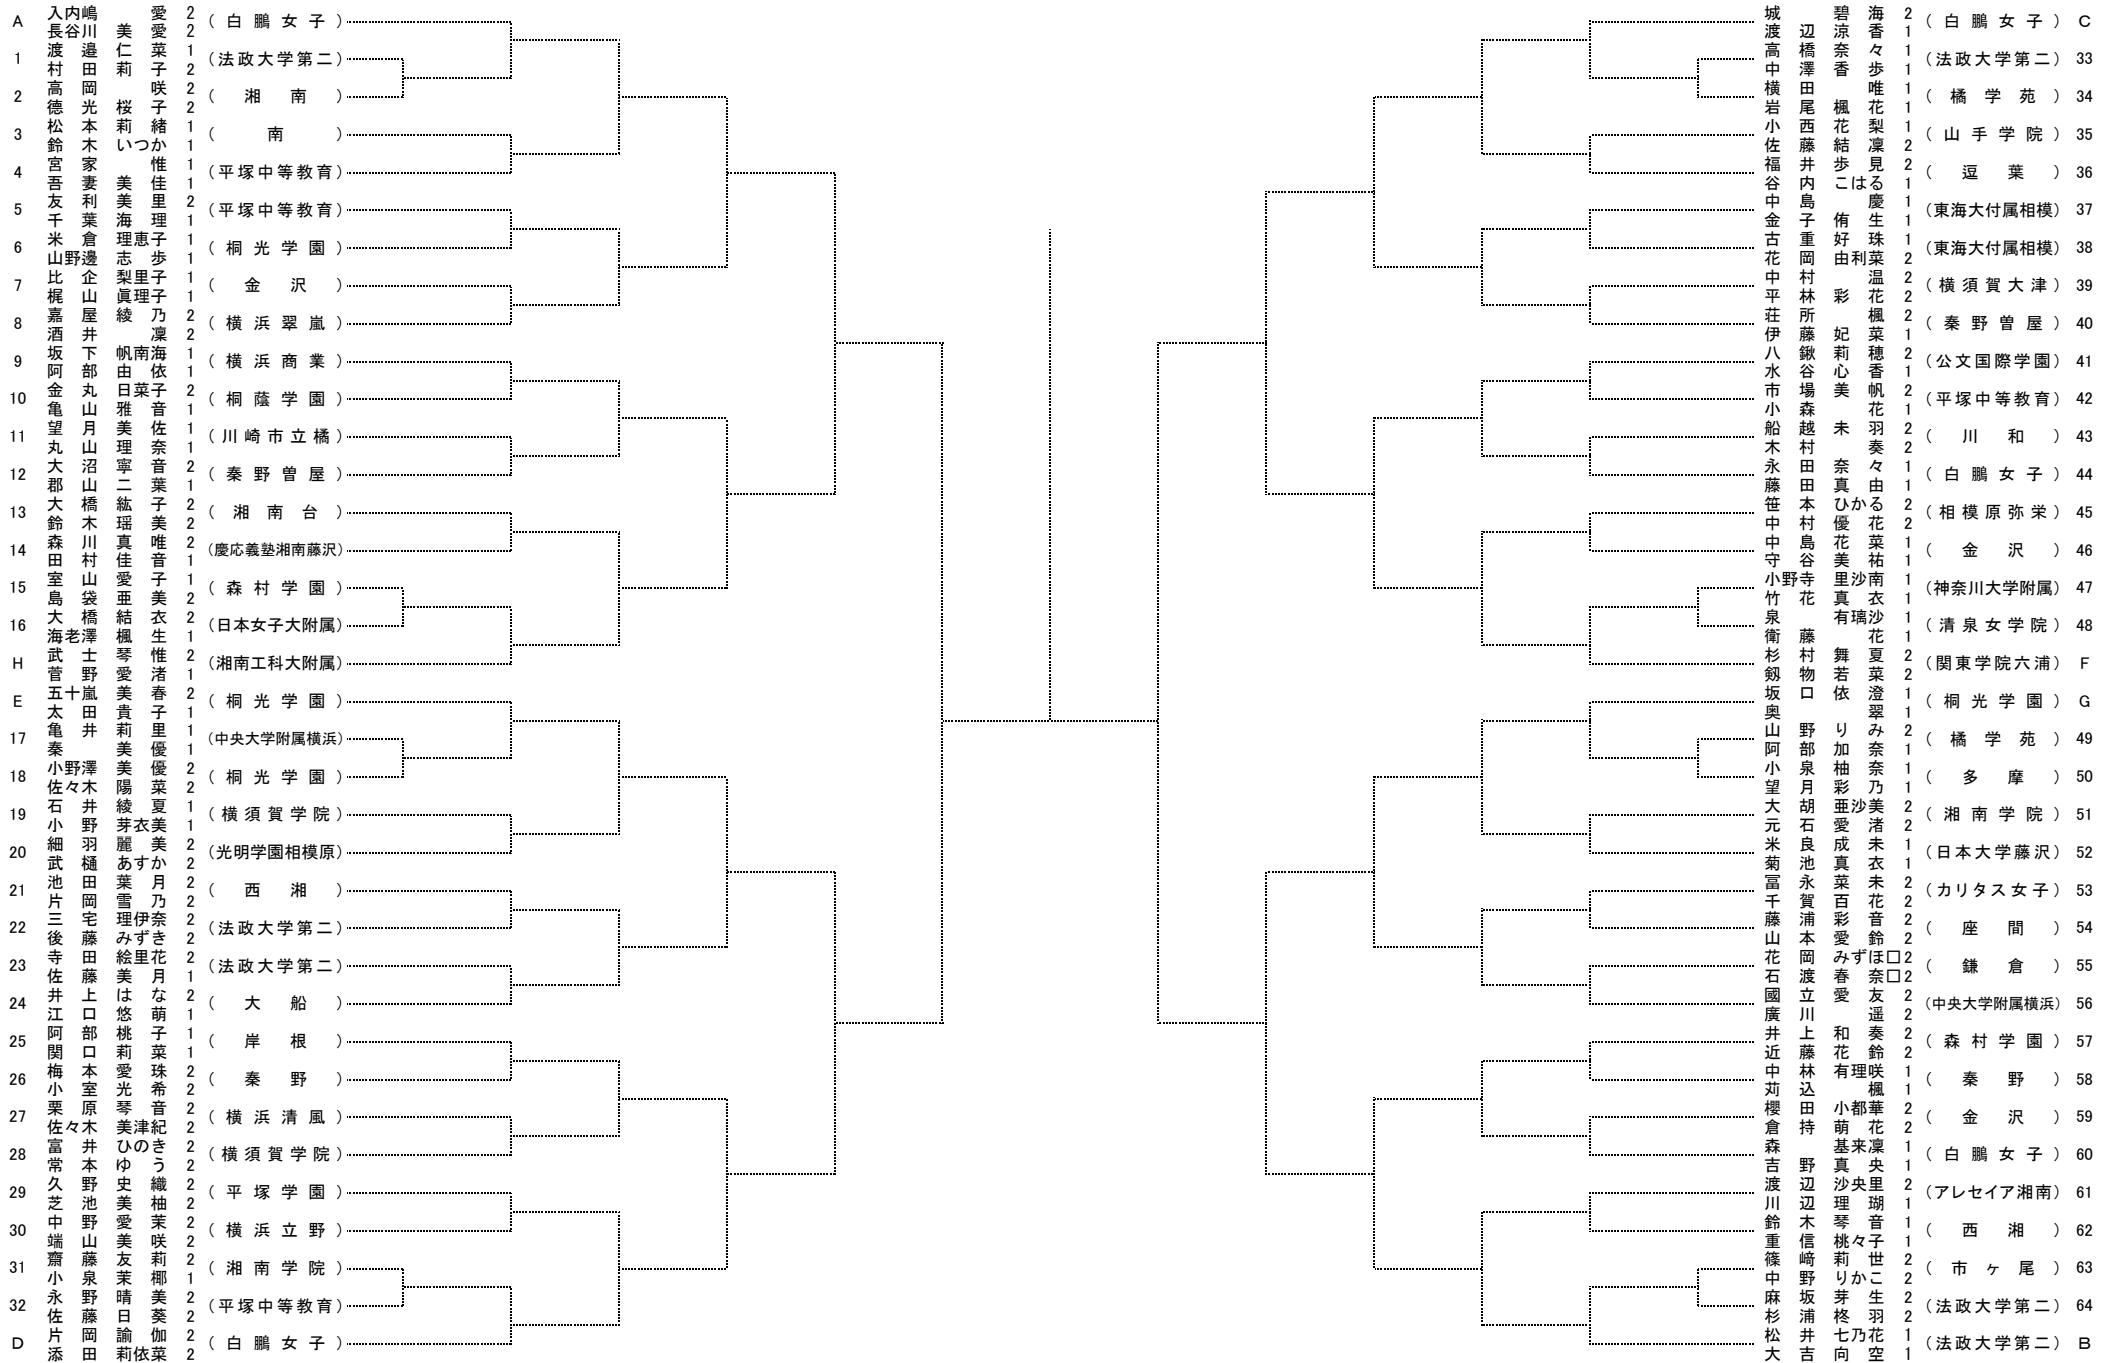 A 入内嶋 愛 2 (白鵬女子)
長谷川 美愛 2
1 渡邉 仁菜 1 (法政大学第二)
村田 莉子 2
2 高岡 咲 2 (湘南)
德光 桜子 2
3 松本 莉緒 1 (南)
鈴木 いつか 1
4 宮家 惟 1 (平塚中等教育)
吾妻 美佳 1
5 友利 美里 2 (平塚中等教育)
千葉 海理 1
6 米倉 理恵子 1 (桐光学園)
山野邊 志歩 1
7 比企 梨里子 1 (金沢)
梶山 眞理子 1
8 嘉屋 綾乃 2 (横浜翠嵐)
酒井 凜 2
9 坂下 帆南海 1 (横浜商業)
阿部 由依 1
10 金丸 日菜子 2 (桐蔭学園)
亀山 雅音 1
11 望月 美佐 1 (川崎市立橘)
丸山 理奈 1
12 大沼 寧音 2 (秦野曽屋)
郡山 二葉 1
13 大橋 紘子 2 (湘南台)
鈴木 瑶美 2
14 森川 真唯 2 (慶応義塾湘南藤沢)
田村 佳音 1
15 室山 愛子 1 (森村学園)
島袋 亜美 2
16 大橋 結衣 2 (日本女子大附属)
海老澤 楓生 1
H 武士 琴惟 2 (湘南工科大附属)
菅野 愛渚 1
E 五十嵐 美春 2 (桐光学園)
太田 貴子 1
17 亀井 莉里 1 (中央大学附属横浜)
秦 美優 1
18 小野澤 美優 2 (桐光学園)
佐々木 陽菜 2
19 石井 綾夏 1 (横須賀学院)
小野 芽衣美 1
20 細羽 麗美 2 (光明学園相模原)
武樋 あすか 2
21 池田 葉月 2 (西湘)
片岡 雪乃 2
22 三宅 理伊奈 2 (法政大学第二)
後藤 みずき 2
23 寺田 絵里花 2 (法政大学第二)
佐藤 美月 1
24 井上 はな 2 (大船)
江口 悠萌 1
25 阿部 桃子 1 (岸根)
関口 莉菜 1
26 梅本 愛珠 2 (秦野)
小室 光希 2
27 栗原 琴音 2 (横浜清風)
佐々木 美津紀 2
28 富井 ひのき 2 (横須賀学院)
常本 ゆう 2
29 久野 史織 2 (平塚学園)
芝池 美柚 2
30 中野 愛茉 2 (横浜立野)
端山 美咲 2
31 齋藤 友莉 2 (湘南学院)
小泉 茉椰 1
32 永野 晴美 2 (平塚中等教育)
佐藤 日葵 2
D 片岡 諭伽 2 (白鵬女子)
添田 莉依菜 2
城 碧海 2 (白鵬女子) C
渡辺 涼香 1
高橋 奈々 1 (法政大学第二) 33
中澤 香歩 1
横田 唯 1 (橘学苑) 34
岩尾 楓花 1
小西 花梨 1 (山手学院) 35
佐藤 結凜 2
福井 歩見 2 (逗葉) 36
谷内 こはる 1
中島 慶 1 (東海大付属相模) 37
金子 侑生 1
古重 好珠 1 (東海大付属相模) 38
花岡 由利菜 2
中村 温 2 (横須賀大津) 39
平林 彩花 2
荘所 楓 2 (秦野曽屋) 40
伊藤 妃菜 1
八鍬 莉穂 2 (公文国際学園) 41
水谷 心香 1
市場 美帆 2 (平塚中等教育) 42
小森 花 1
船越 未羽 2 (川和) 43
木村 奏 2
永田 奈々 1 (白鵬女子) 44
藤田 真由 1
笹本 ひかる 2 (相模原弥栄) 45
中村 優花 2
中島 花菜 1 (金沢) 46
守谷 美祐 1
小野寺 里沙南 1 (神奈川大学附属) 47
竹花 真衣 1
泉 有璃沙 1 (清泉女学院) 48
衛藤 花 1
杉村 舞夏 2 (関東学院六浦) F
剱物 若菜 2
坂口 依澄 1 (桐光学園) G
奥 翠 1
山野 りみ 2 (橘学苑) 49
阿部 加奈 1
小泉 柚奈 1 (多摩) 50
望月 彩乃 1
大胡 亜沙美 2 (湘南学院) 51
元石 愛渚 2
米良 成未 1 (日本大学藤沢) 52
菊池 真衣 1
冨永 菜未 2 (カリタス女子) 53
千賀 百花 2
藤浦 彩音 2 (座間) 54
山本 愛鈴 2
花岡 みずほ□2 (鎌倉) 55
石渡 春奈□2
國立 愛友 2 (中央大学附属横浜) 56
廣川 遥 2
井上 和奏 2 (森村学園) 57
近藤 花鈴 2
中林 有理咲 1 (秦野) 58
苅込 楓 1
櫻田 小都華 2 (金沢) 59
倉持 萌花 2
森 基来凜 1 (白鵬女子) 60
吉野 真央 1
渡辺 沙央里 2 (アレセイア湘南) 61
川辺 理瑚 1
鈴木 琴音 1 (西湘) 62
重信 桃々子 1
篠﨑 莉世 2 (市ヶ尾) 63
中野 りかこ 2
麻坂 芽生 2 (法政大学第二) 64
杉浦 柊羽 2
松井 七乃花 1 (法政大学第二) B
大吉 向空 1